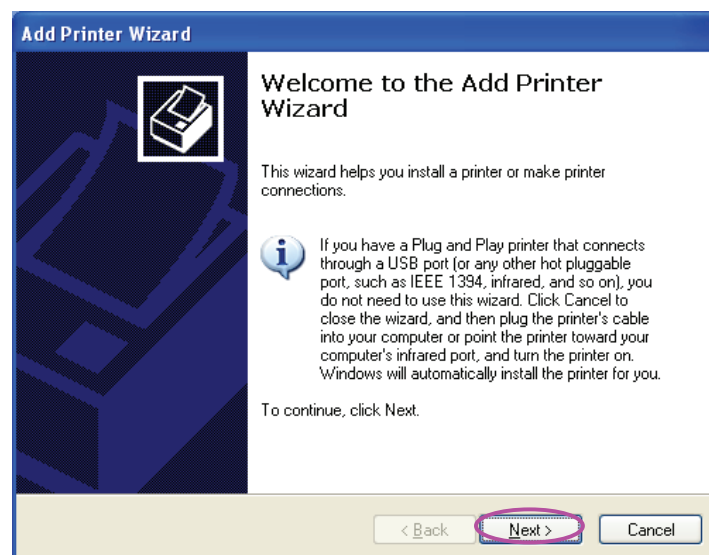 Add Printer Wizard
Welcome to the Add Printer
Wizard
This wizard helps you install a printer or make printer
connections.
If you have a Plug and Play printer that connects
through a USB port (or any other hot pluggable
port, such as IEEE 1394, infrared, and so on), you
do not need to use this wizard. Click Cancel to
close the wizard, and then plug the printer's cable
into your computer or point the printer toward your
computer's infrared port, and turn the printer on.
Windows will automatically install the printer for you.
To continue, click Next.
< Back Next > Cancel